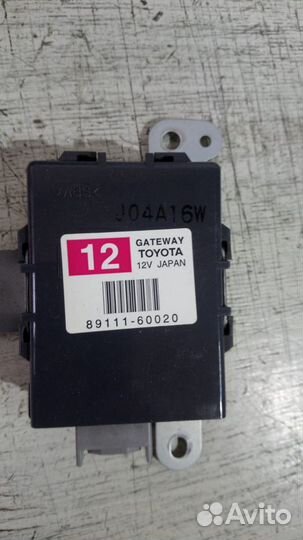 J04A16W
12
GATEWAY
TOYOTA
12V JAPAN
89111-60020
Avito